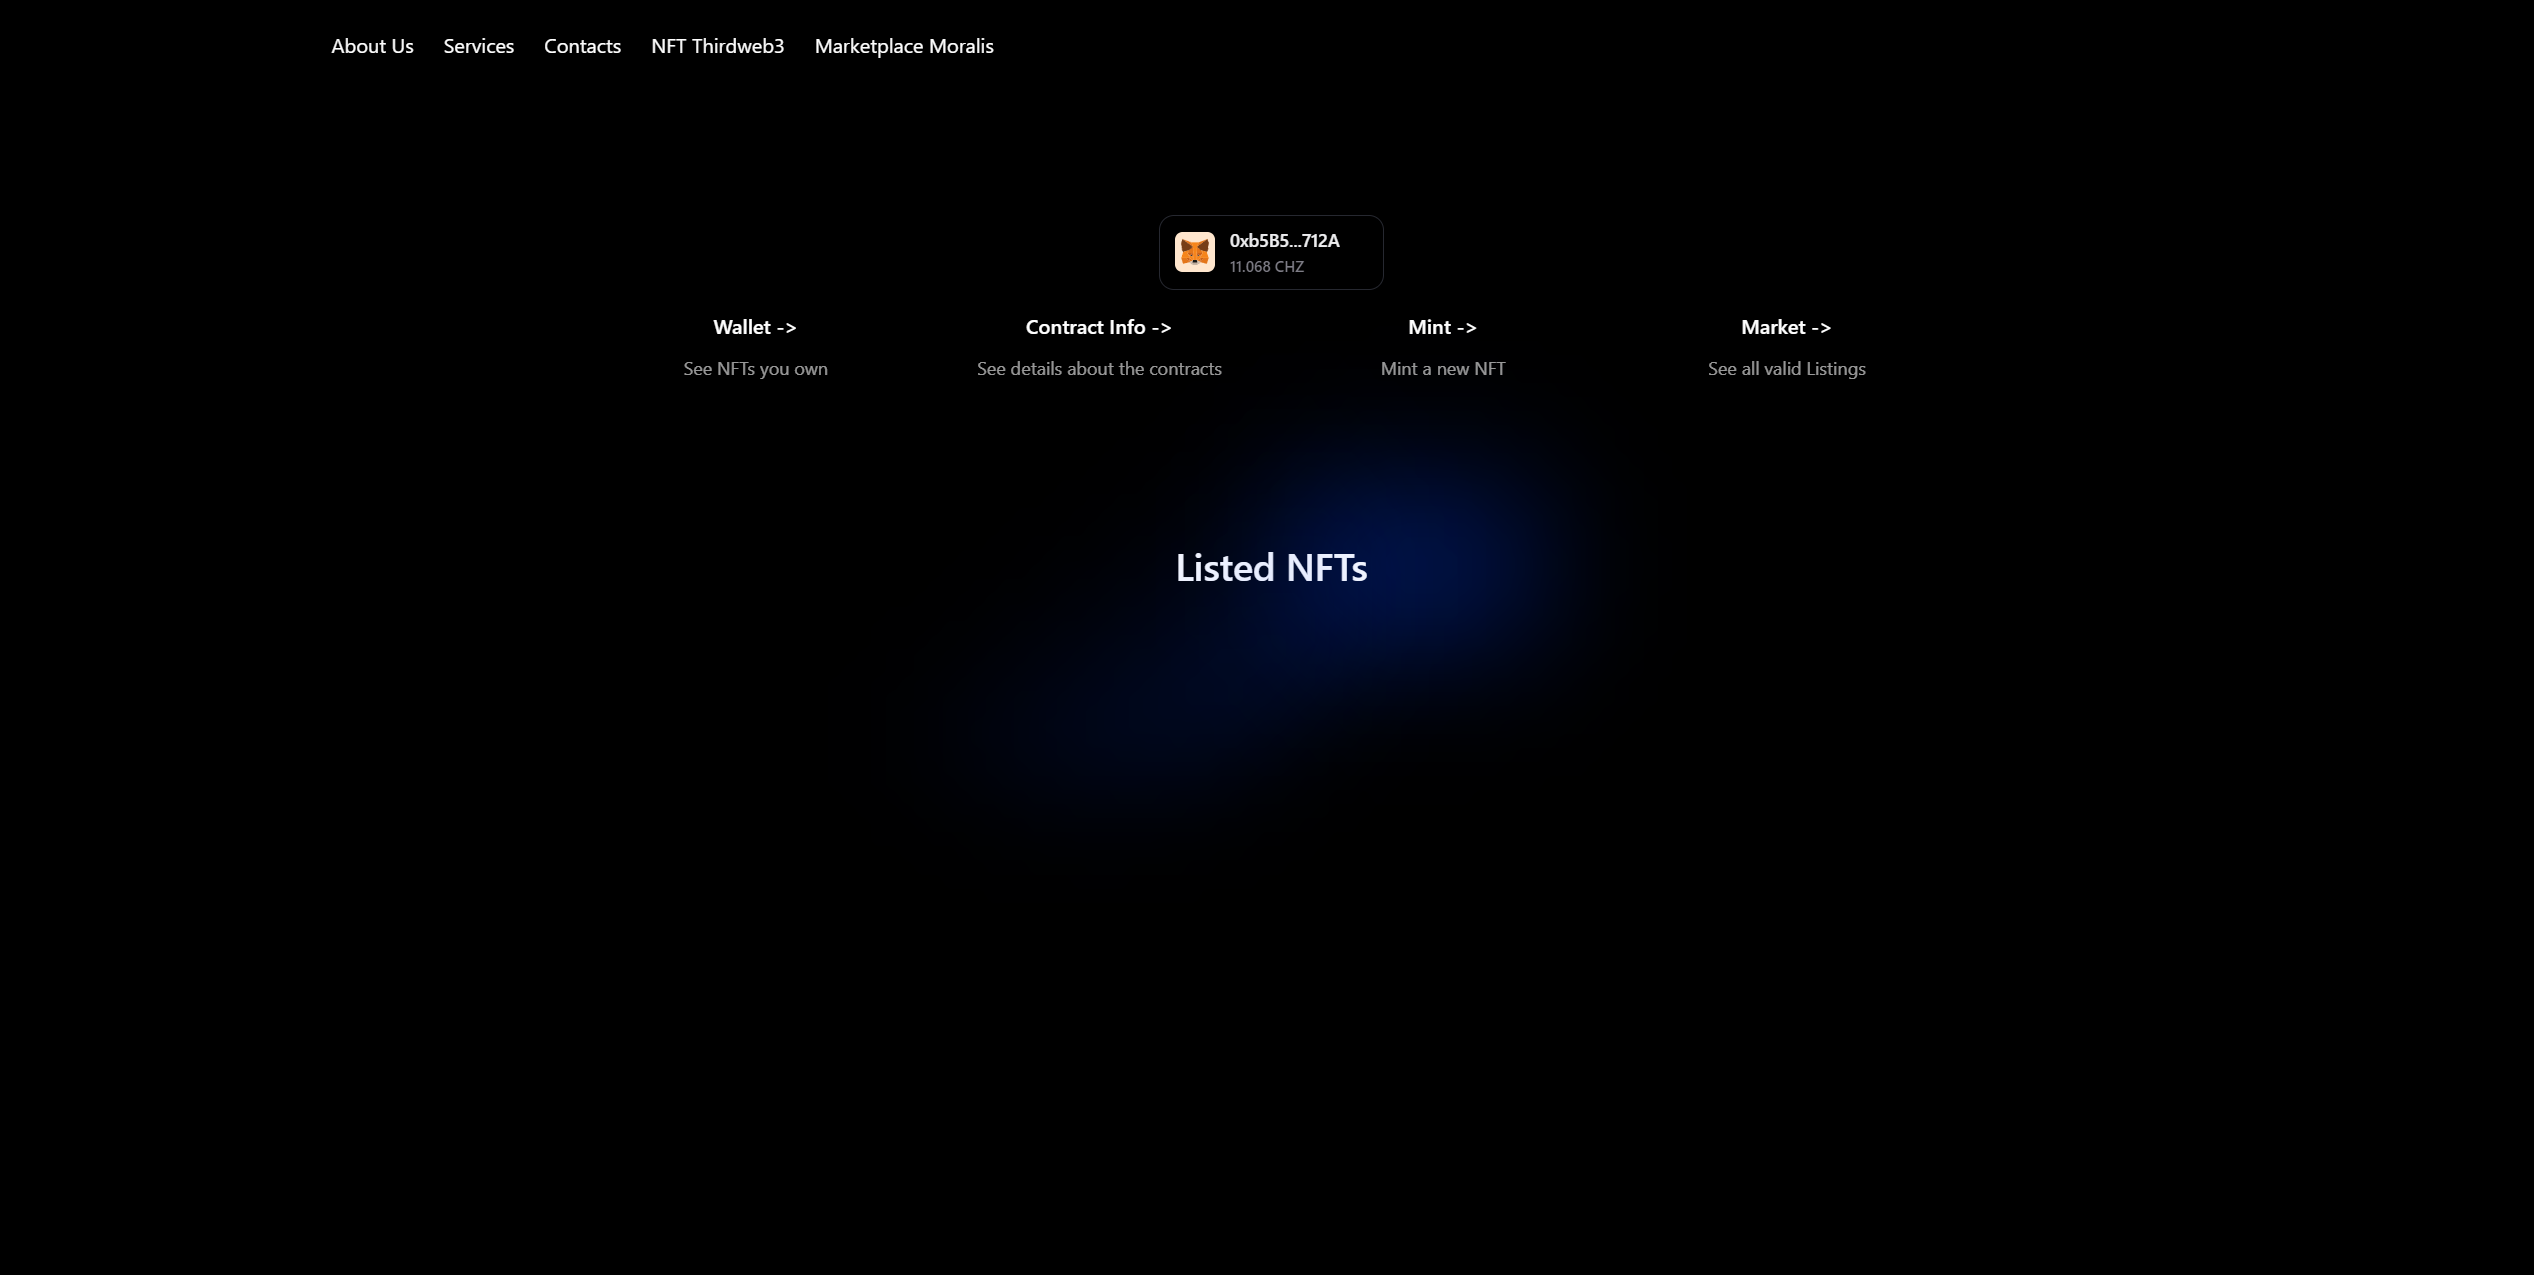 About Us Services Contacts NFT Thirdweb3 Marketplace Moralis
0xb5B5...712A
11.068 CHZ
Wallet -> Contract Info -> Mint -> Market ->
See NFTs you own See details about the contracts Mint a new NFT See all valid Listings
Listed NFTs